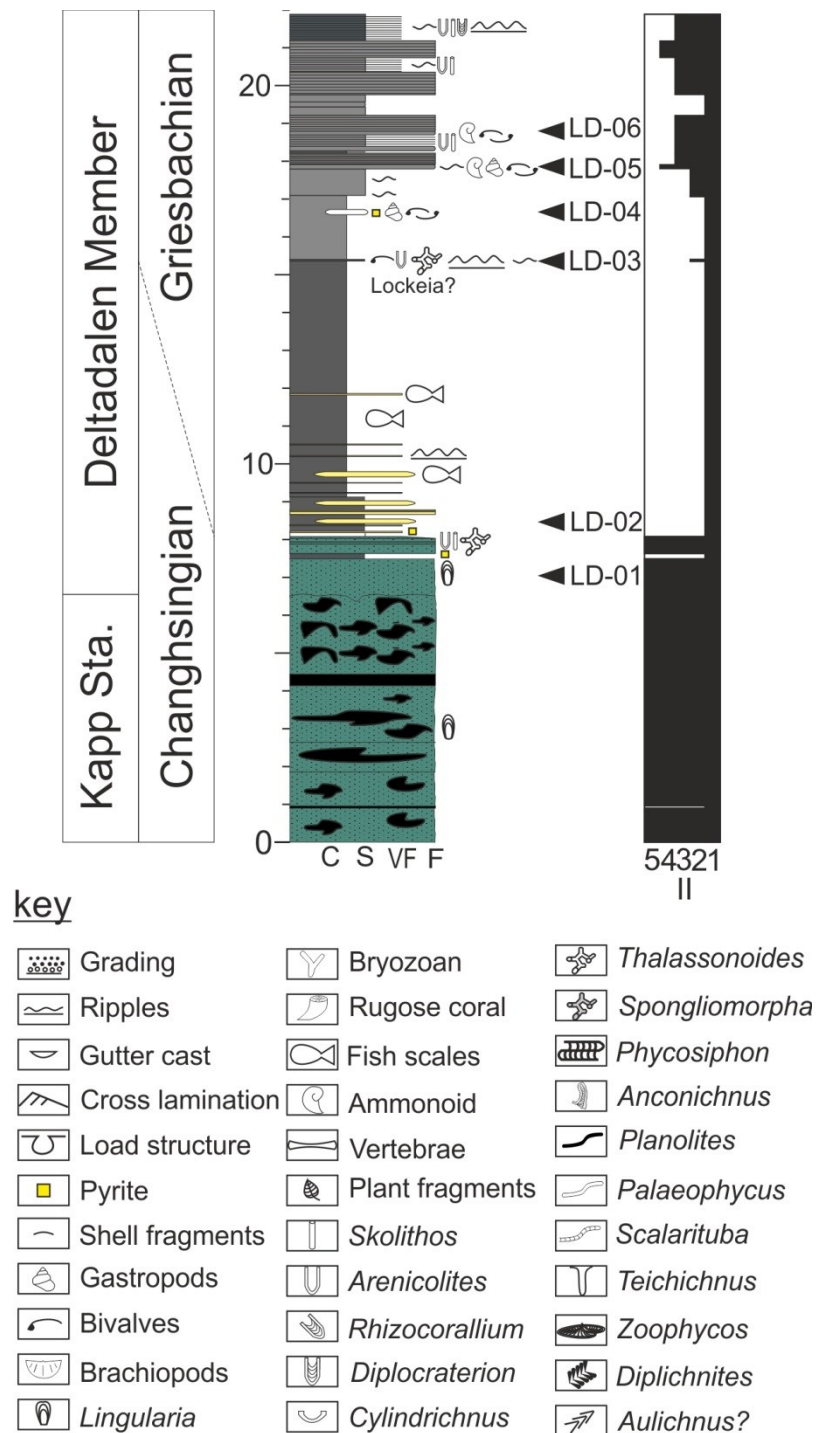 Deltadalen Member
Kapp Sta.
Griesbachian
Changhsingian
20
10
0
LD-06
LD-05
LD-04
LD-03
Lockeia?
LD-02
LD-01
C S VF F
54321
II
key
Grading
Ripples
Gutter cast
Cross lamination
Load structure
Pyrite
Shell fragments
Gastropods
Bivalves
Brachiopods
Lingularia
Bryozoan
Rugose coral
Fish scales
Ammonoid
Vertebrae
Plant fragments
Skolithos
Arenicolites
Rhizocorallium
Diplocraterion
Cylindrichnus
Thalassonoides
Spongliomorpha
Phycosiphon
Anconichnus
Planolites
Palaeophycus
Scalarituba
Teichichnus
Zoophycos
Diplichnites
Aulichnus?